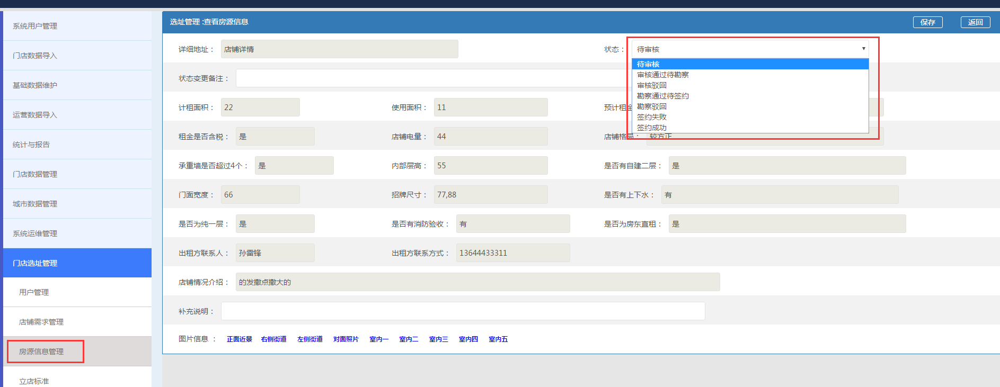 系统用户管理
门店数据导入
基础数据维护
运营数据导入
统计与报告
门店数据管理
城市数据管理
系统运维管理
门店选址管理
用户管理
店铺需求管理
房源信息管理
立店标准
选址管理 :查看房源信息 保存 返回
详细地址： 店铺详情 状态： 待审核
待审核
审核通过待勘察
审核驳回
勘察通过待签约
勘察驳回
签约失败
签约成功
状态变更备注：
计租面积： 22 使用面积： 11 预计租金
租金是否含税： 是 店铺电量： 44 店铺格局： 较方正
承重墙是否超过4个： 是 内部层高： 55 是否有自建二层： 是
门面宽度： 66 招牌尺寸： 77,88 是否有上下水： 有
是否为纯一层： 是 是否有消防验收： 有 是否为房东直租： 是
出租方联系人： 孙雷锋 出租方联系方式： 13644433311
店铺情况介绍： 的发撒点撒大的
补充说明：
图片信息 ： 正面近景 右侧街道 左侧街道 对面照片 室内一 室内二 室内三 室内四 室内五